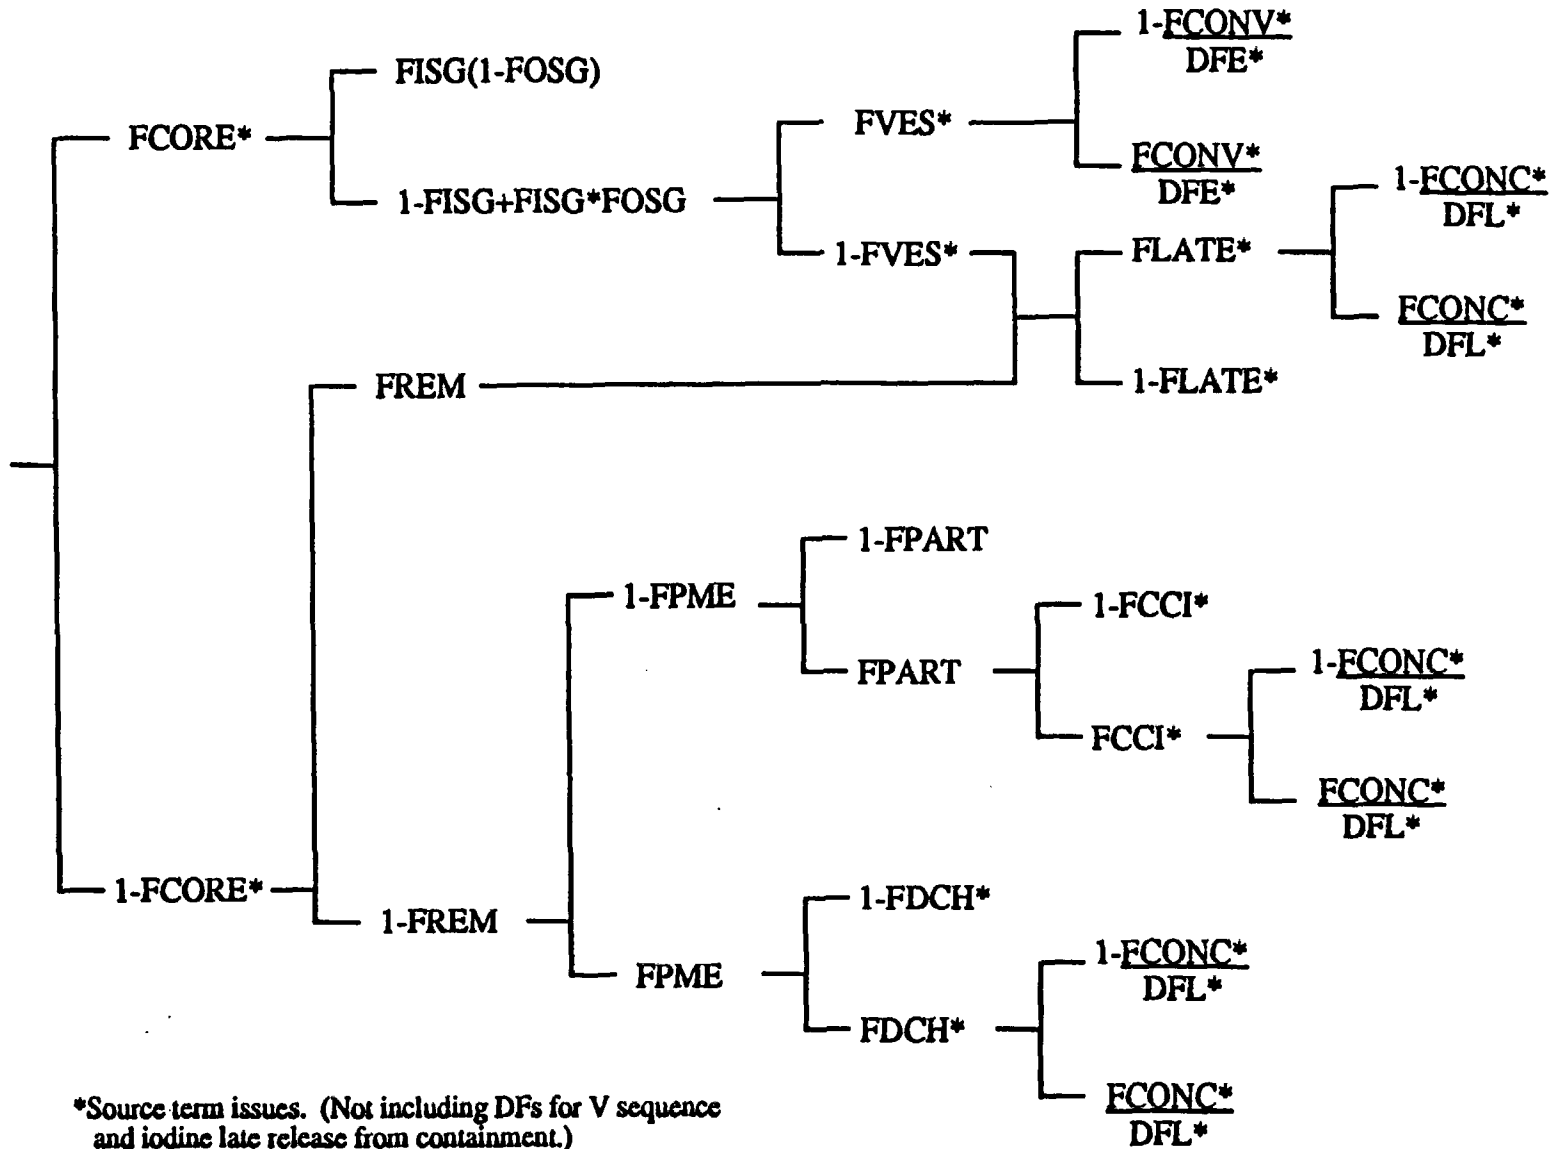 1-FCONV*
DFE*
FISG(1-FOSG)
FCORE*
FVES*
FCONV*
DFE*
1-FISG+FISG*FOSG
1-FCONC*
DFL*
1-FVES*
FLATE*
FCONC*
DFL*
FREM
1-FLATE*
1-FPART
1-FPME
1-FCCI*
FPART
1-FCONC*
DFL*
FCCI*
FCONC*
DFL*
1-FCORE*
1-FDCH*
1-FREM
1-FCONC*
DFL*
FPME
FDCH*
FCONC*
DFL*
*Source term issues. (Not including DFs for V sequence
and iodine late release from containment.)